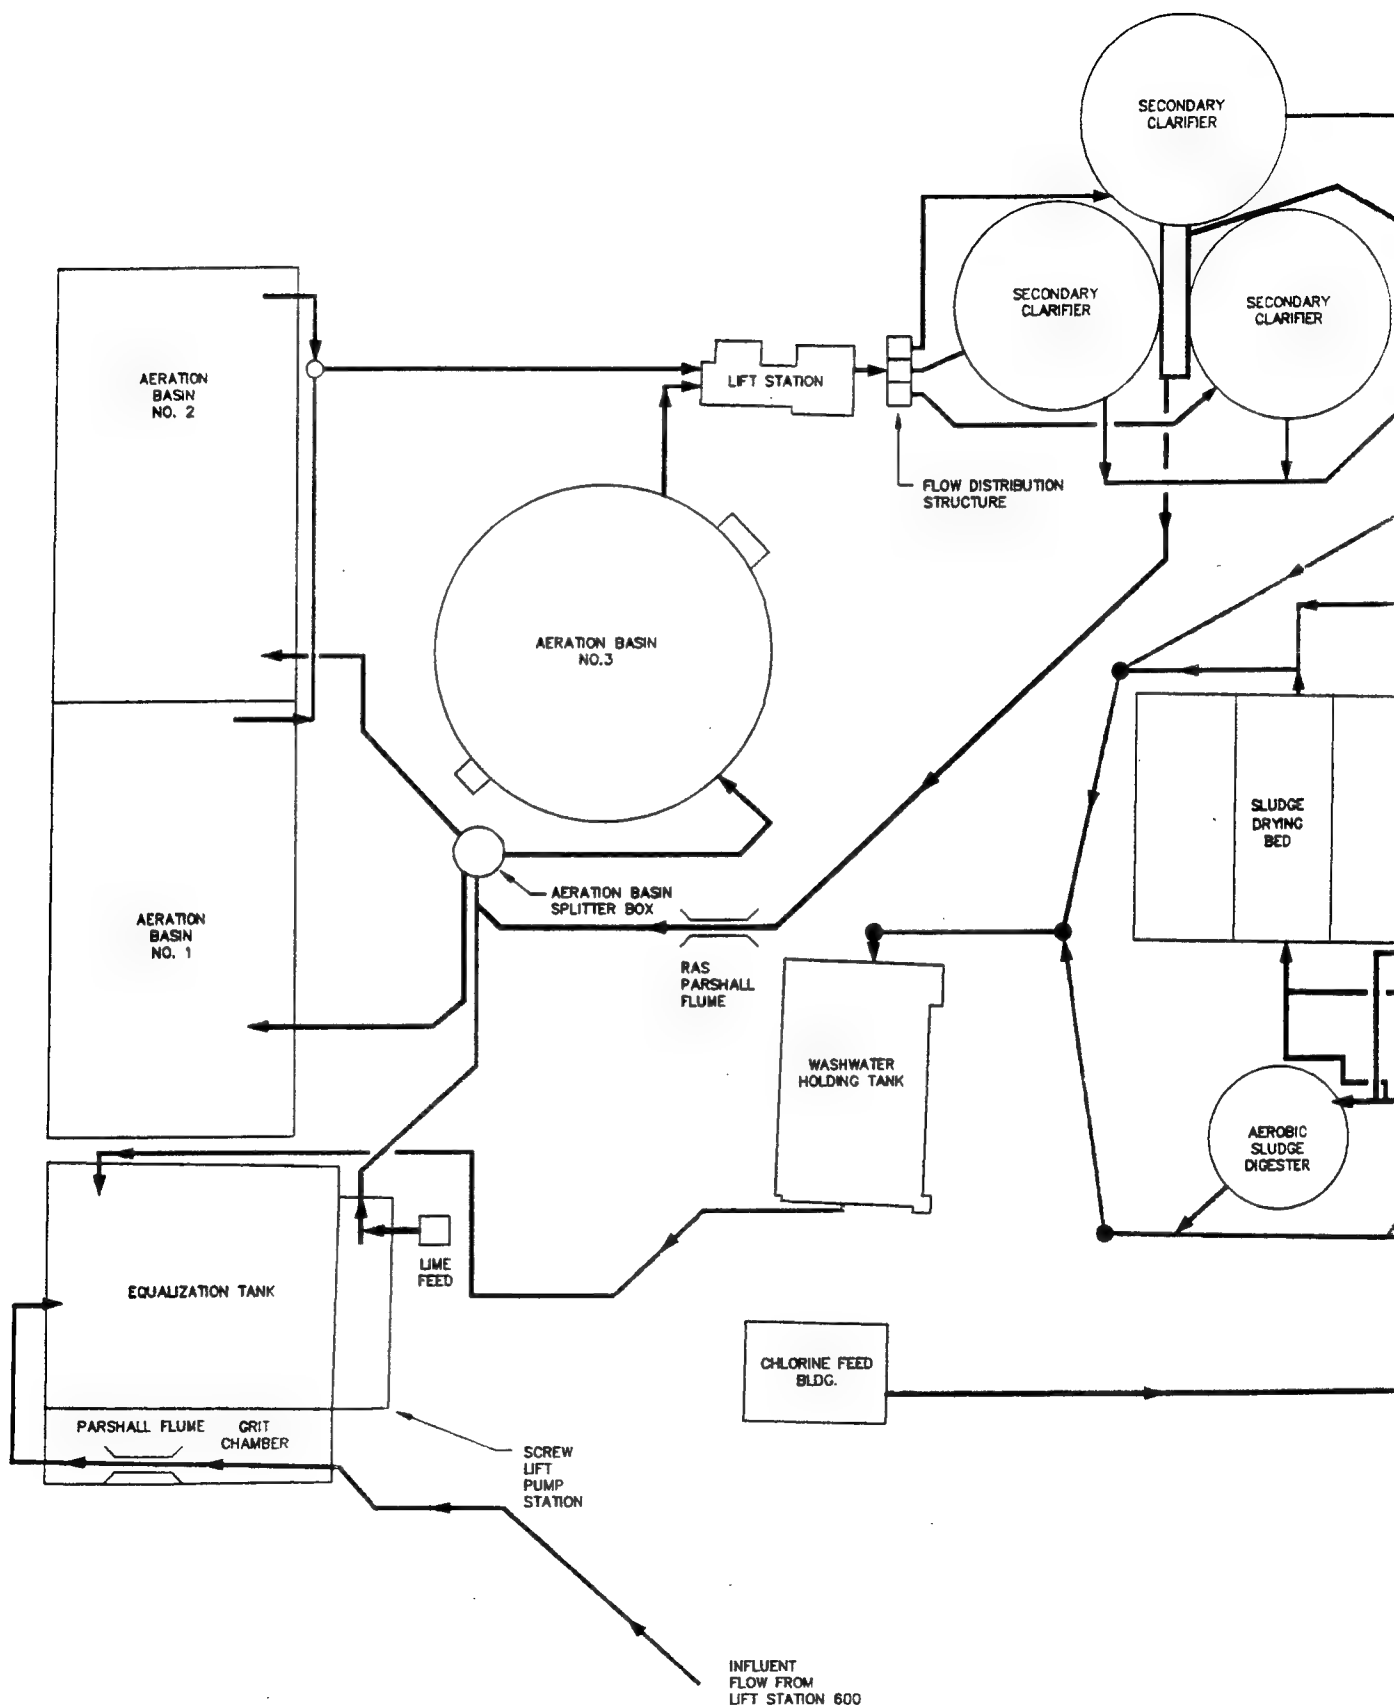 SECONDARY
CLARIFIER
SECONDARY
CLARIFIER
SECONDARY
CLARIFIER
AERATION
BASIN
NO. 2
LIFT STATION
FLOW DISTRIBUTION
STRUCTURE
AERATION BASIN
NO.3
SLUDGE
DRYING
BED
AERATION BASIN
SPLITTER BOX
AERATION
BASIN
NO. 1
RAS
PARSHALL
FLUME
WASHWATER
HOLDING TANK
AEROBIC
SLUDGE
DIGESTER
LIME
FEED
EQUALIZATION TANK
CHLORINE FEED
BLDG.
PARSHALL FLUME
GRIT
CHAMBER
SCREW
LIFT
PUMP
STATION
INFLUENT
FLOW FROM
LIFT STATION 600